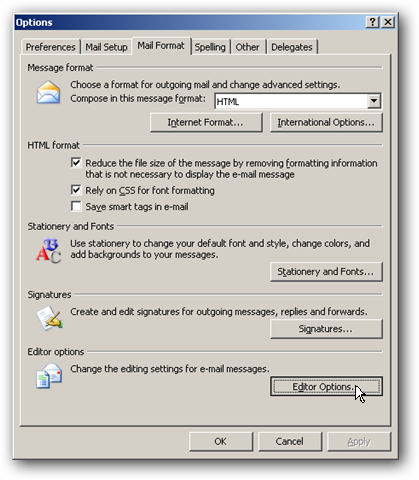 Options
Preferences Mail Setup Mail Format Spelling Other Delegates
Message format
Choose a format for outgoing mail and change advanced settings.
Compose in this message format: HTML
Internet Format... International Options...
HTML format
Reduce the file size of the message by removing formatting information
that is not necessary to display the e-mail message
Rely on CSS for font formatting
Save smart tags in e-mail
Stationery and Fonts
Use stationery to change your default font and style, change colors, and
add backgrounds to your messages.
Stationery and Fonts...
Signatures
Create and edit signatures for outgoing messages, replies and forwards.
Signatures...
Editor options
Change the editing settings for e-mail messages.
Editor Options...
OK Cancel Apply